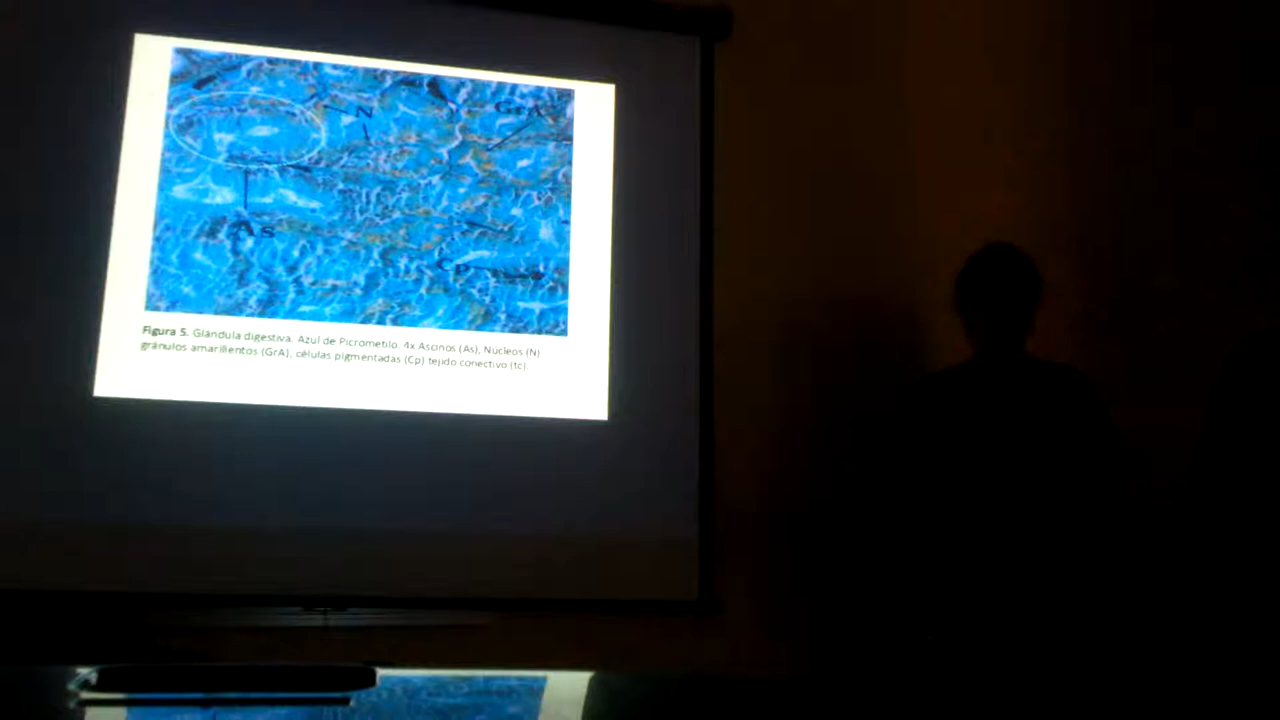 N
GrA
As
Cp
Figura 5. Glándula digestiva. Azul de Picrometilo. 4x Ascinos (As), Núcleos (N)
gránulos amarillentos (GrA), células pigmentadas (Cp) tejido conectivo (tc).